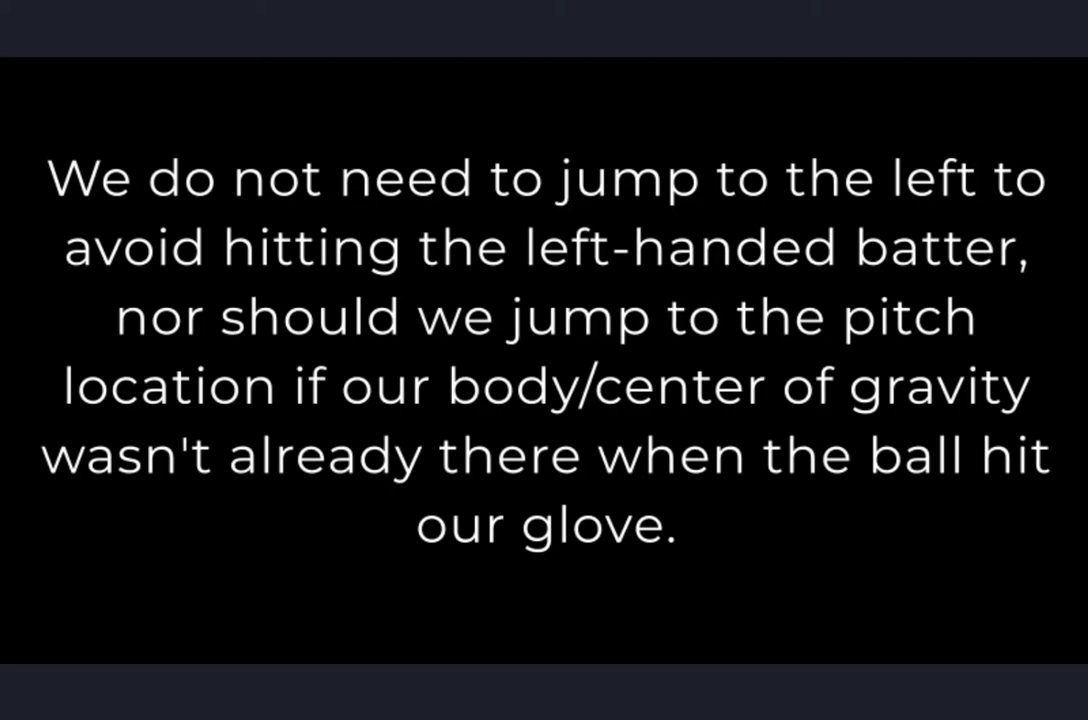 We do not need to jump to the left to
avoid hitting the left-handed batter,
nor should we jump to the pitch
location if our body/center of gravity
wasn't already there when the ball hit
our glove.